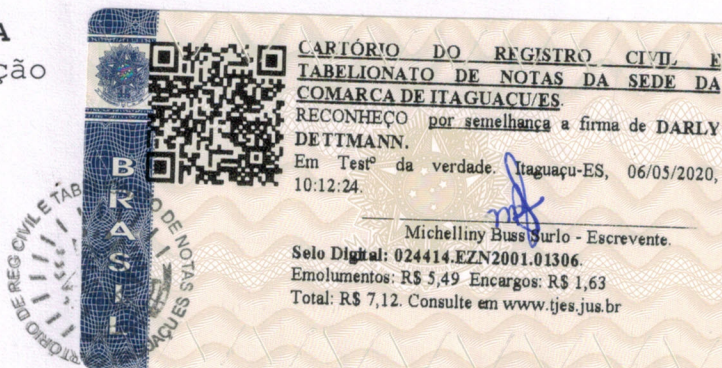 A
ção
CARTÓRIO DO REGISTRO CIVIL E
TABELIONATO DE NOTAS DA SEDE DA
COMARCA DE ITAGUAÇU/ES.
RECONHEÇO por semelhança a firma de DARLY
DETTMANN.
Em Testº da verdade. Itaguaçu-ES, 06/05/2020,
10:12:24.
Michelliny Buss Surlo - Escrevente.
Selo Digital: 024414.EZN2001.01306.
Emolumentos: R$ 5,49 Encargos: R$ 1,63
Total: R$ 7,12. Consulte em www.tjes.jus.br
BRASIL
RTÓRIO DE REG CIVIL E TAB
O DE NOTAS
AÇU ES